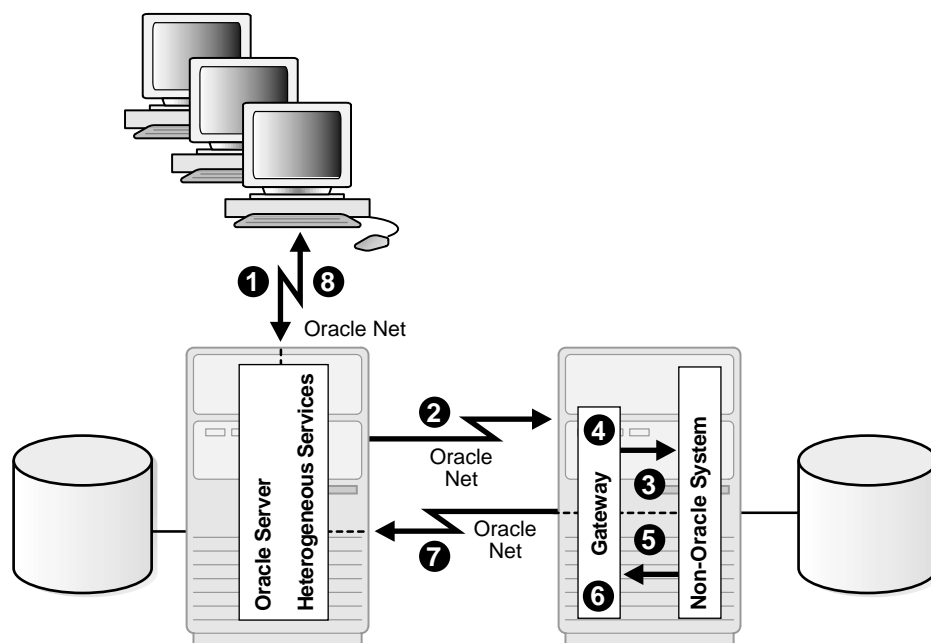 1
8
Oracle Net
Oracle Server
Heterogeneous Services
2
Oracle
Net
7
Oracle
Net
Gateway
4
3
5
6
Non-Oracle System